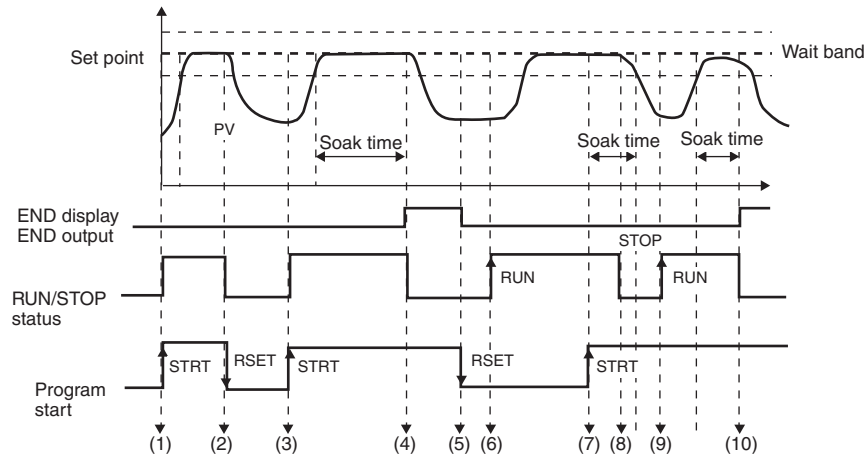 Set point
Wait band
PV
Soak time
Soak time
Soak time
END display
END output
STOP
RUN
RUN
RUN/STOP
status
STRT
RSET
STRT
RSET
STRT
Program
start
(1)
(2)
(3)
(4)
(5)
(6)
(7)
(8)
(9)
(10)